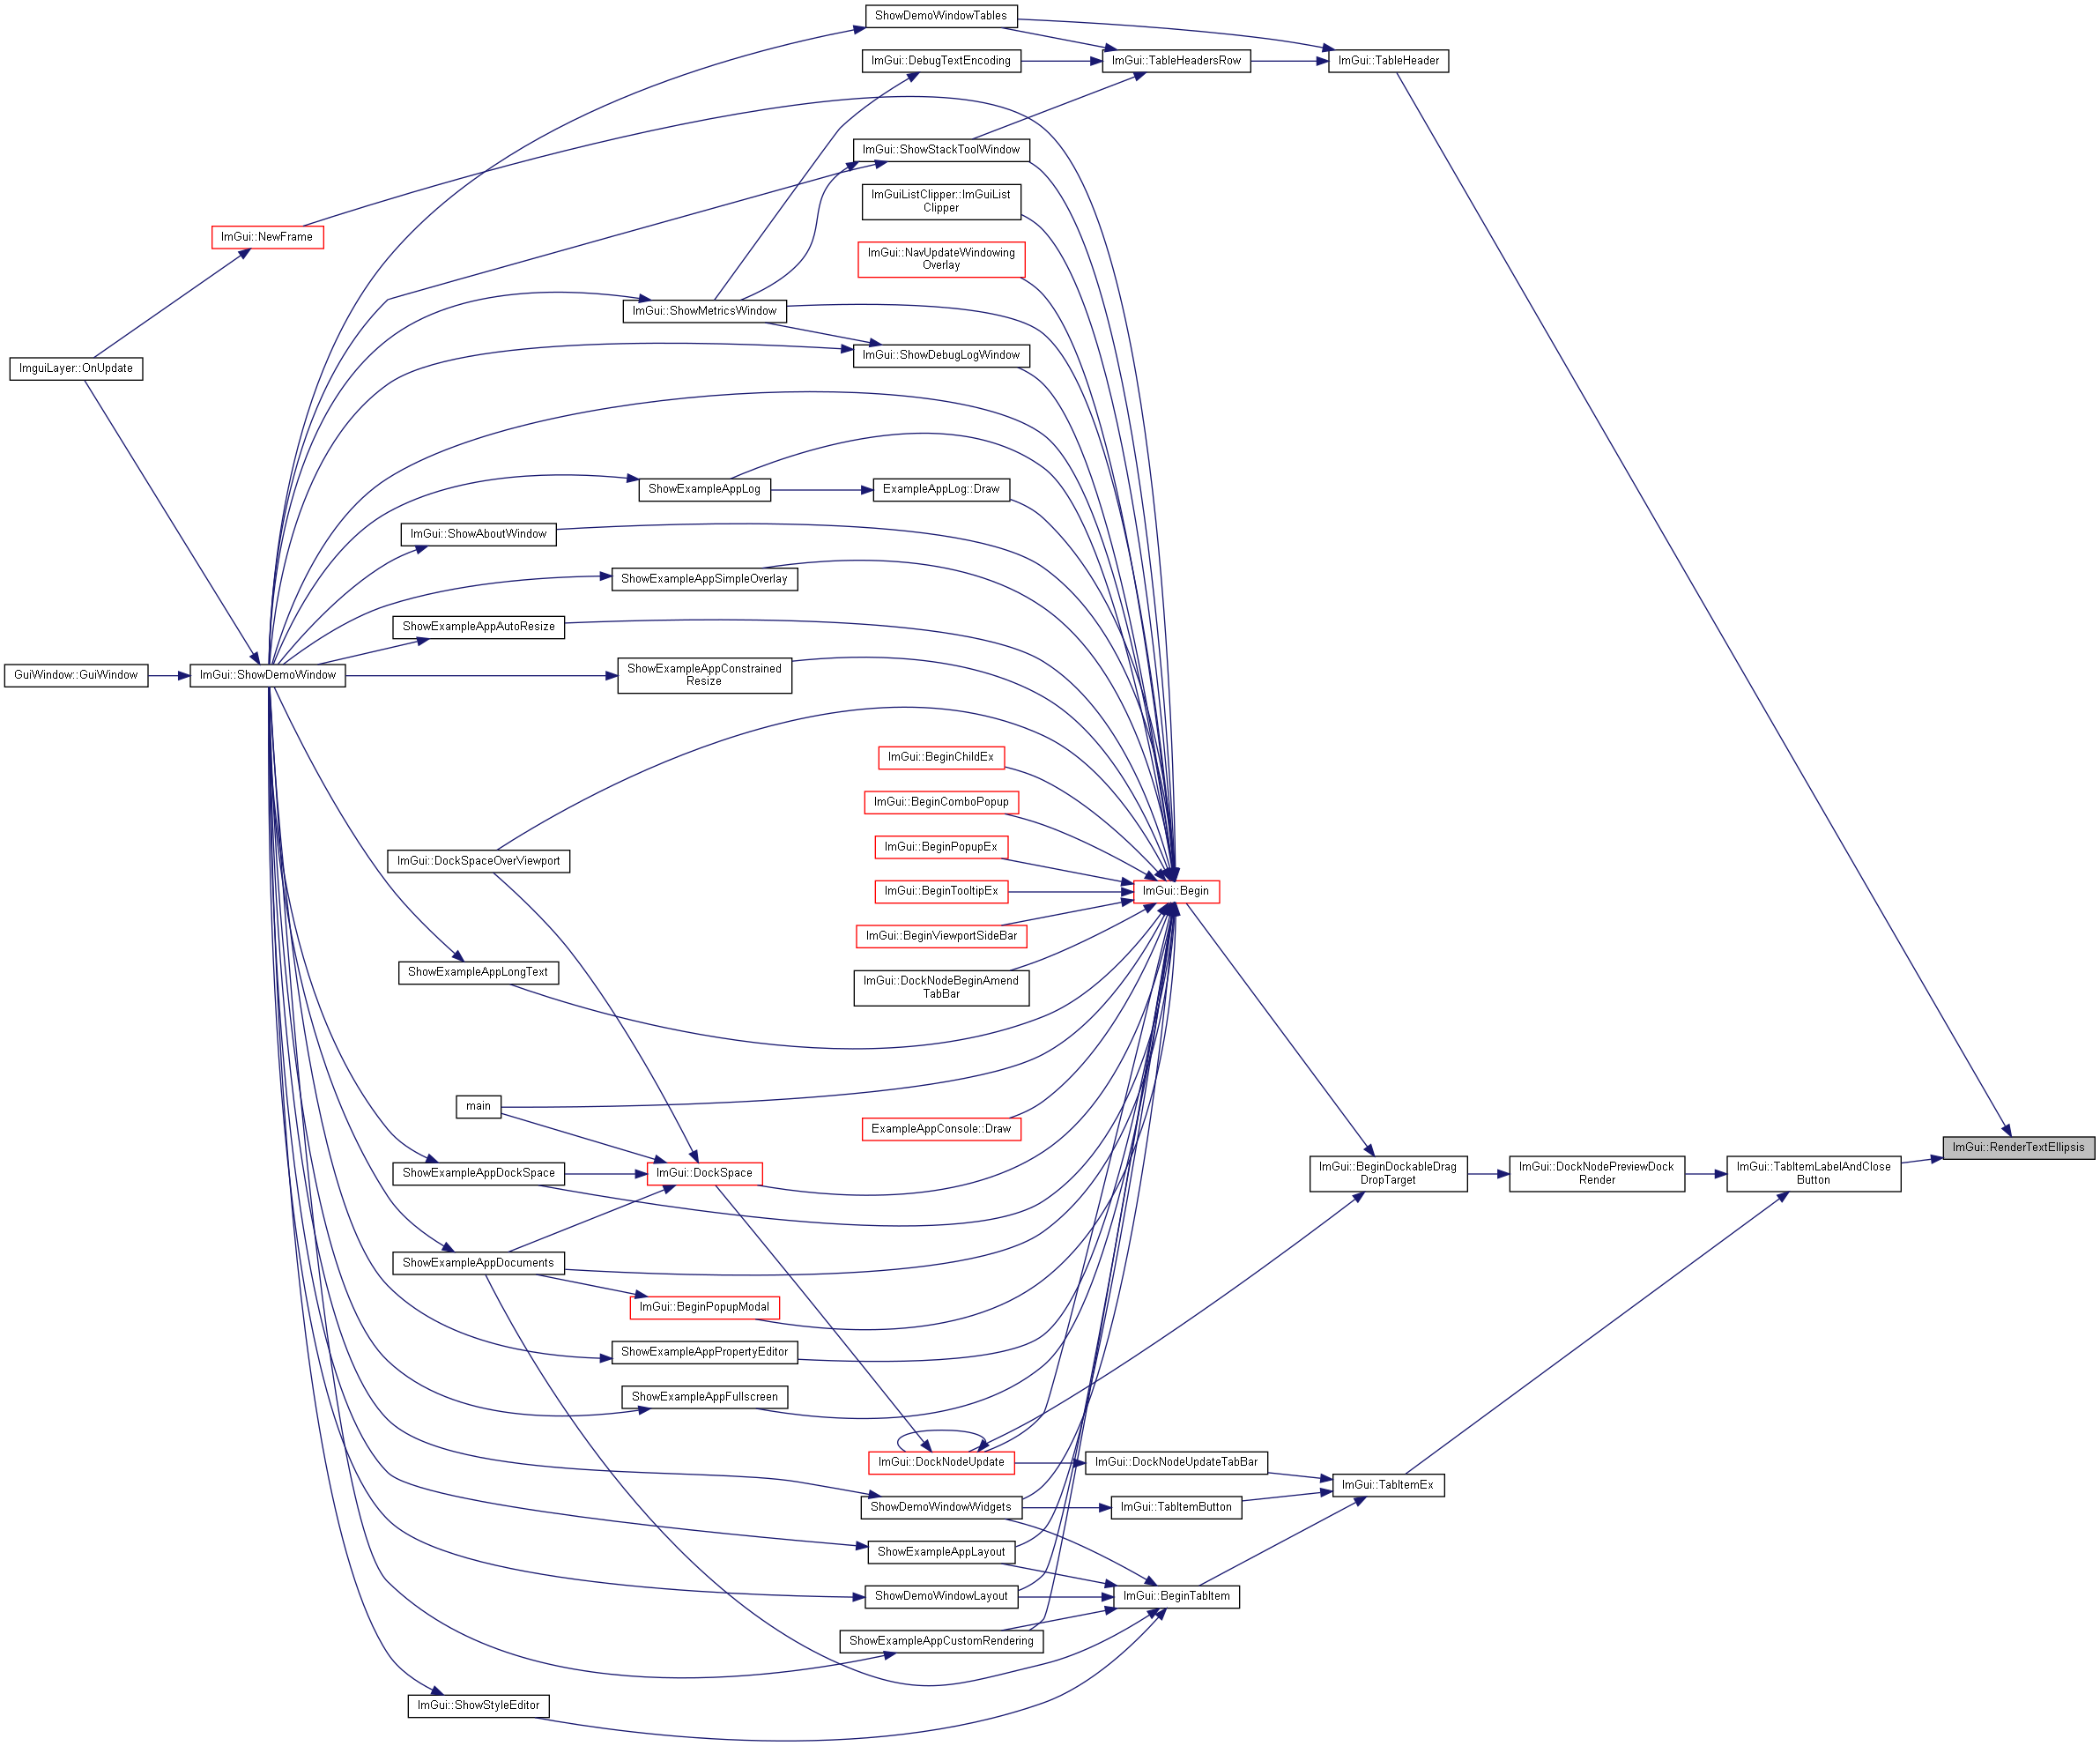 ShowDemoWindowTables
ImGui::DebugTextEncoding
ImGui::TableHeadersRow
ImGui::TableHeader
ImGui::ShowStackToolWindow
ImGuiListClipper::ImGuiList
Clipper
ImGui::NewFrame
ImGui::NavUpdateWindowing
Overlay
ImGui::ShowMetricsWindow
ImGui::ShowDebugLogWindow
ImguiLayer::OnUpdate
ShowExampleAppLog
ExampleAppLog::Draw
ImGui::ShowAboutWindow
ShowExampleAppSimpleOverlay
ShowExampleAppAutoResize
GuiWindow::GuiWindow
ImGui::ShowDemoWindow
ShowExampleAppConstrained
Resize
ImGui::BeginChildEx
ImGui::BeginComboPopup
ImGui::BeginPopupEx
ImGui::DockSpaceOverViewport
ImGui::BeginTooltipEx
ImGui::Begin
ImGui::BeginViewportSideBar
ShowExampleAppLongText
ImGui::DockNodeBeginAmend
TabBar
main
ExampleAppConsole::Draw
ImGui::RenderTextEllipsis
ShowExampleAppDockSpace
ImGui::DockSpace
ImGui::BeginDockableDrag
DropTarget
ImGui::DockNodePreviewDock
Render
ImGui::TabItemLabelAndClose
Button
ShowExampleAppDocuments
ImGui::BeginPopupModal
ShowExampleAppPropertyEditor
ShowExampleAppFullscreen
ImGui::DockNodeUpdate
ImGui::DockNodeUpdateTabBar
ImGui::TabItemEx
ShowDemoWindowWidgets
ImGui::TabItemButton
ShowExampleAppLayout
ShowDemoWindowLayout
ImGui::BeginTabItem
ShowExampleAppCustomRendering
ImGui::ShowStyleEditor